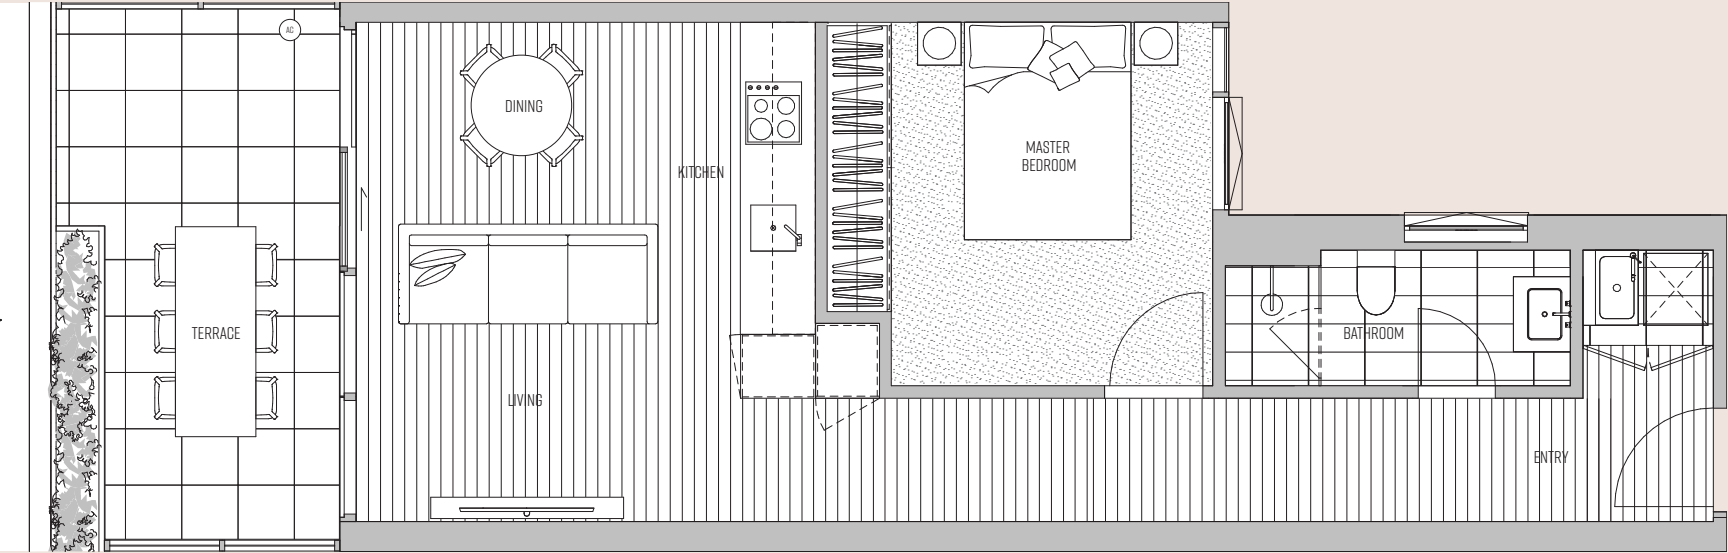 AC
DINING
KITCHEN
MASTER
BEDROOM
TERRACE
BATHROOM
LIVING
ENTRY